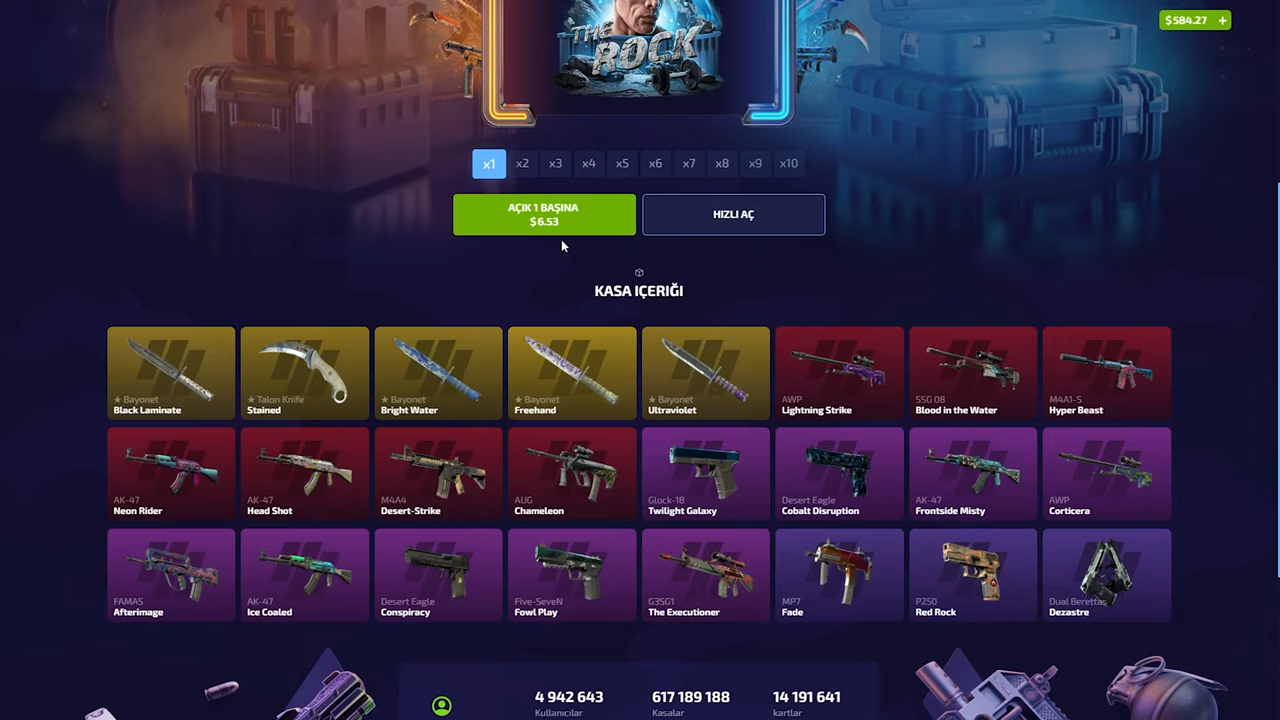 $584.27 +
THE
ROCK
x1 x2 x3 x4 x5 x6 x7 x8 x9 x10
AÇIK 1 BAŞINA
$6.53
HIZLI AÇ
KASA IÇERIĞI
★ Bayonet
Black Laminate
★ Talon Knife
Stained
★ Bayonet
Bright Water
★ Bayonet
Freehand
★ Bayonet
Ultraviolet
AWP
Lightning Strike
SSG 08
Blood in the Water
M4A1-S
Hyper Beast
AK-47
Neon Rider
AK-47
Head Shot
M4A4
Desert-Strike
AUG
Chameleon
Glock-18
Twilight Galaxy
Desert Eagle
Cobalt Disruption
AK-47
Frontside Misty
AWP
Corticera
FAMAS
Afterimage
AK-47
Ice Coaled
Desert Eagle
Conspiracy
Five-SeveN
Fowl Play
G3SG1
The Executioner
MP7
Fade
P250
Red Rock
Dual Berettas
Dezastre
4 942 643
Kullanıcılar
617 189 188
Kasalar
14 191 641
kartlar